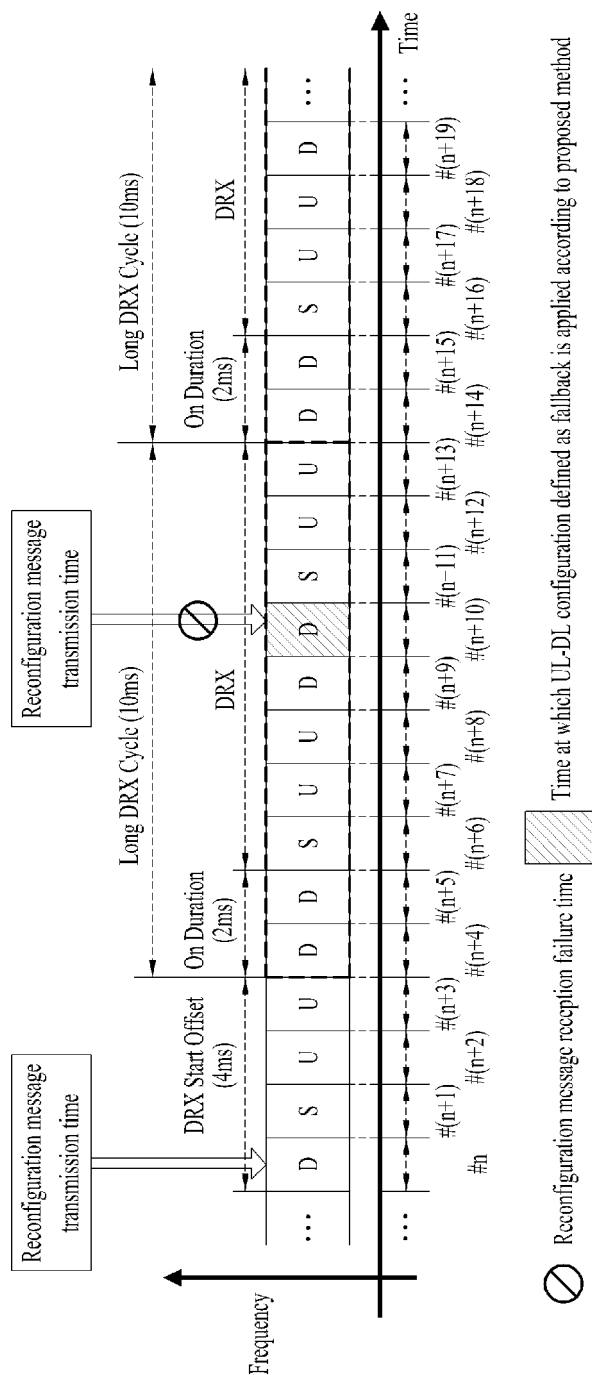 Reconfiguration message
transmission time
Reconfiguration message
transmission time
Long DRX Cycle (10ms)
Long DRX Cycle (10ms)
DRX Start Offset
(4ms)
On Duration
(2ms)
DRX
On Duration
(2ms)
DRX
Frequency
... D S U U D D S U U D D S U U D D S U U D ...
Time
... #n #(n+1) #(n+2) #(n+3) #(n+4) #(n+5) #(n+6) #(n+7) #(n+8) #(n+9) #(n+10) #(n-11) #(n+12) #(n+13) #(n+14) #(n+15) #(n+16) #(n+17) #(n+18) #(n+19) ...
Reconfiguration message reception failure time
Time at which UL-DL configuration defined as fallback is applied according to proposed method